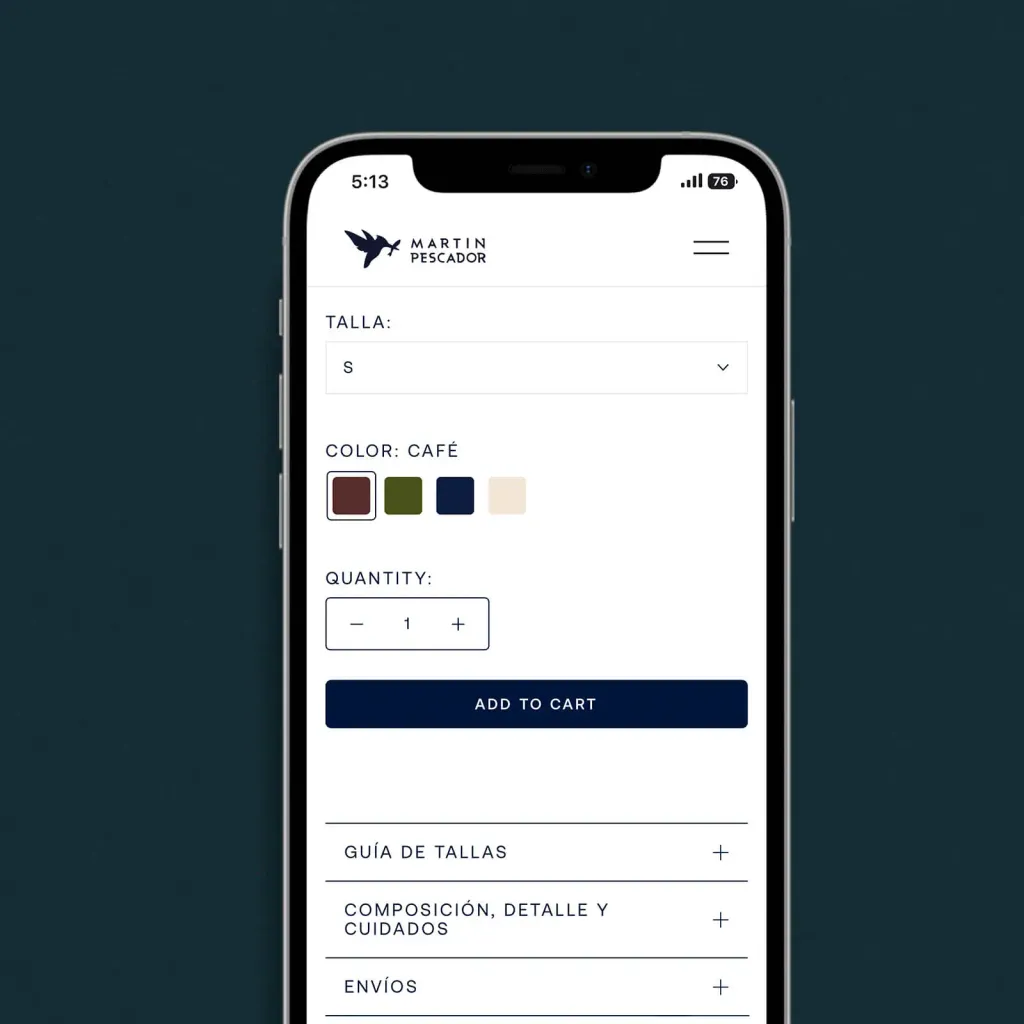 5:13
76
MARTIN
PESCADOR
TALLA:
S
COLOR: CAFÉ
QUANTITY:
1
ADD TO CART
GUÍA DE TALLAS
COMPOSICIÓN, DETALLE Y
CUIDADOS
ENVÍOS